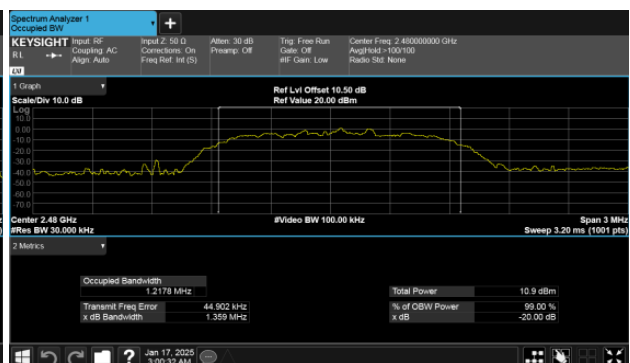 Spectrum Analyzer 1
Occupied BW
KEYSIGHT Input: RF Input Z: 50 Ω Atten: 30 dB Trig: Free Run Center Freq: 2.480000000 GHz
R L Coupling: AC Corrections: On Preamp: Off Gate: Off Avg|Hold:>100/100
Align: Auto Freq Ref: Int (S) #IF Gain: Low Radio Std: None
LXI
1 Graph Ref Lvl Offset 10.50 dB
Scale/Div 10.0 dB Ref Value 20.00 dBm
Log
10.0
0.00
-10.0
-20.0
-30.0
-40.0
-50.0
-60.0
-70.0
Center 2.48 GHz #Video BW 100.00 kHz Span 3 MHz
#Res BW 30.000 kHz Sweep 3.20 ms (1001 pts)
2 Metrics
Occupied Bandwidth
1.2178 MHz Total Power 10.9 dBm
Transmit Freq Error 44.902 kHz % of OBW Power 99.00 %
x dB Bandwidth 1.359 MHz x dB -20.00 dB
? Jan 17, 2025
3:00:32 AM